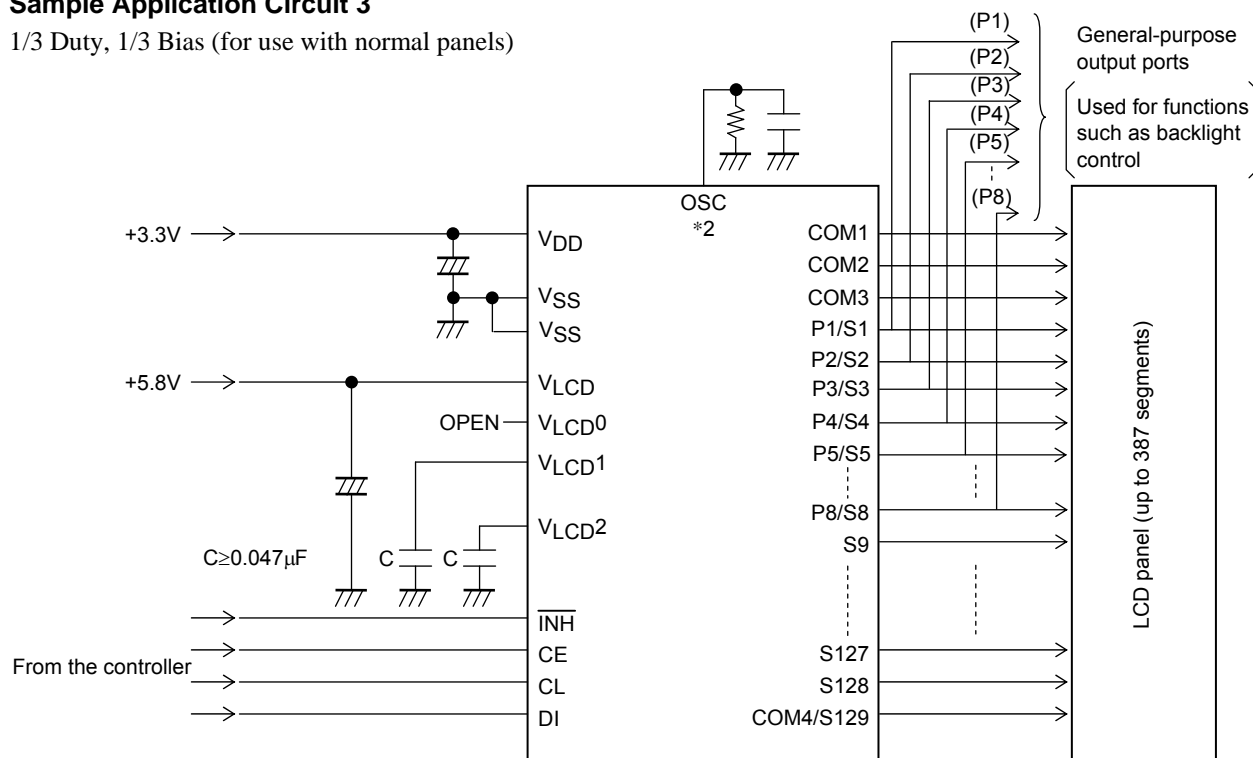 Sample Application Circuit 3
1/3 Duty, 1/3 Bias (for use with normal panels)
(P1)
(P2)
(P3)
(P4)
(P5)
(P8)
General-purpose
output ports
Used for functions
such as backlight
control
OSC
*2
+3.3V
VDD
VSS
VSS
+5.8V
VLCD
OPEN
VLCD0
VLCD1
VLCD2
C≥0.047μF
C
C
From the controller
INH
CE
CL
DI
COM1
COM2
COM3
P1/S1
P2/S2
P3/S3
P4/S4
P5/S5
P8/S8
S9
S127
S128
COM4/S129
LCD panel (up to 387 segments)